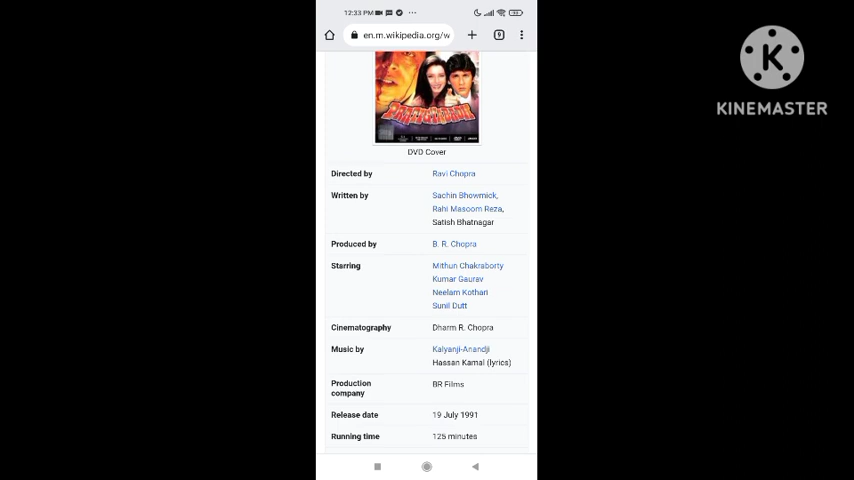 12:33 PM
en.m.wikipedia.org/w
9
KINEMASTER
DVD Cover
Directed by
Ravi Chopra
Written by
Sachin Bhowmick,
Rahi Masoom Reza,
Satish Bhatnagar
Produced by
B. R. Chopra
Starring
Mithun Chakraborty
Kumar Gaurav
Neelam Kothari
Sunil Dutt
Cinematography
Dharm R. Chopra
Music by
Kalyanji-Anandji
Hassan Kamal (lyrics)
Production
company
BR Films
Release date
19 July 1991
Running time
125 minutes